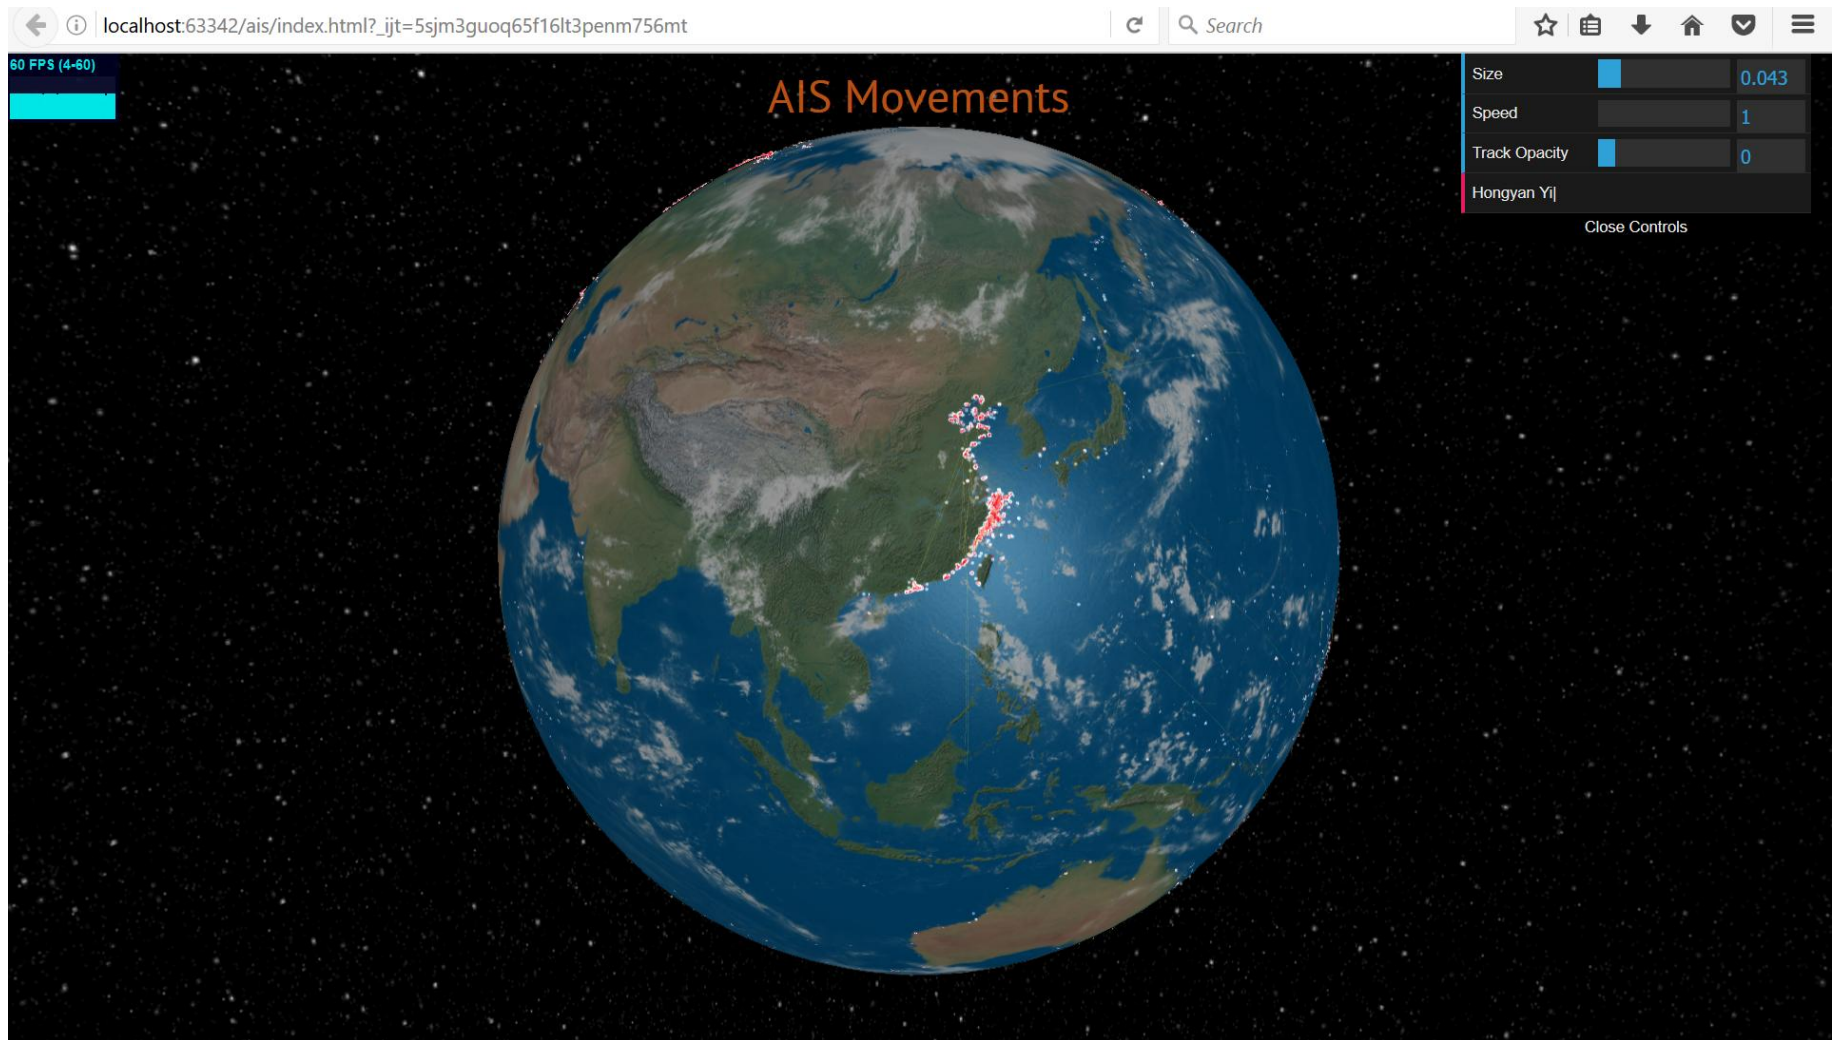 localhost:63342/ais/index.html?_ijt=5sjm3guoq65f16lt3penm756mt
Search
60 FPS (4-60)
AIS Movements
Size 0.043
Speed 1
Track Opacity 0
Hongyan Yi
Close Controls